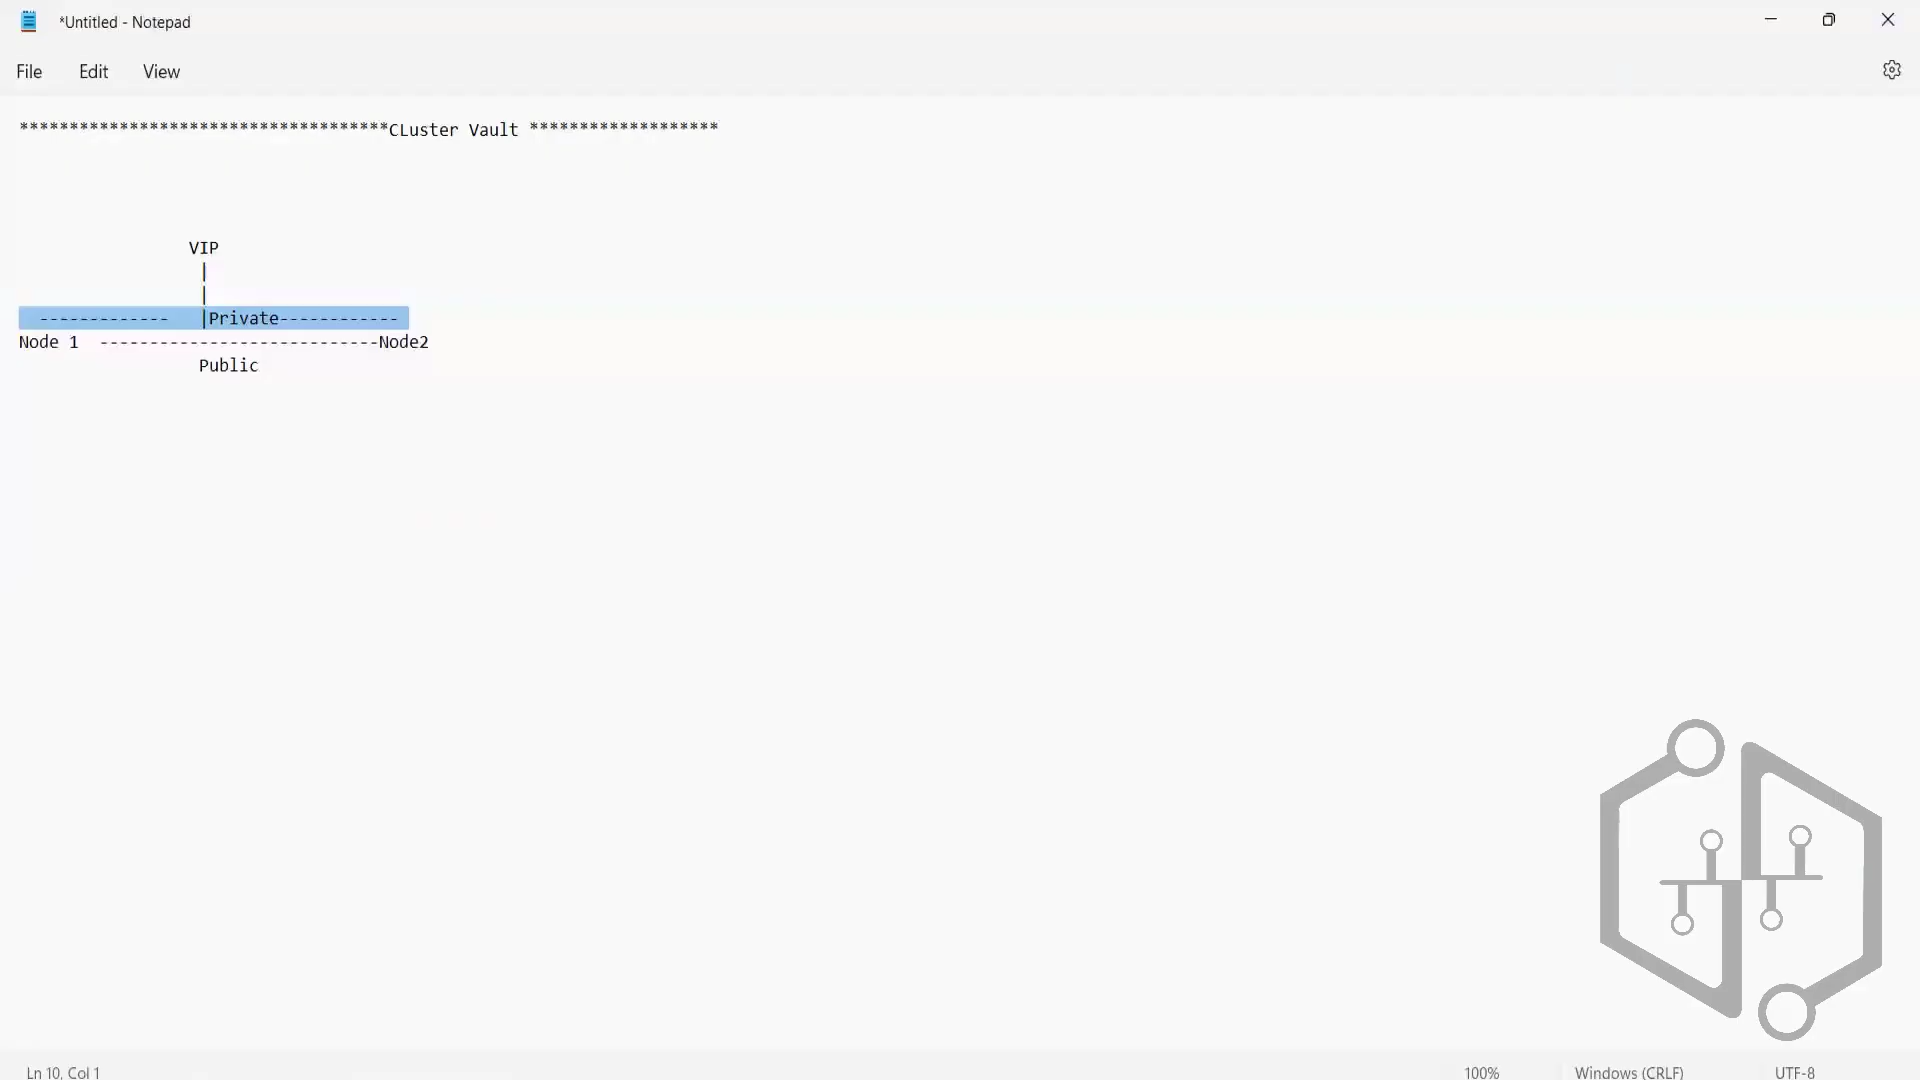 *Untitled - Notepad
File Edit View
*************************************CLuster Vault *******************
VIP
|
|
------------- |Private------------
Node 1 ----------------------------Node2
Public
Ln 10, Col 1 100% Windows (CRLF) UTF-8